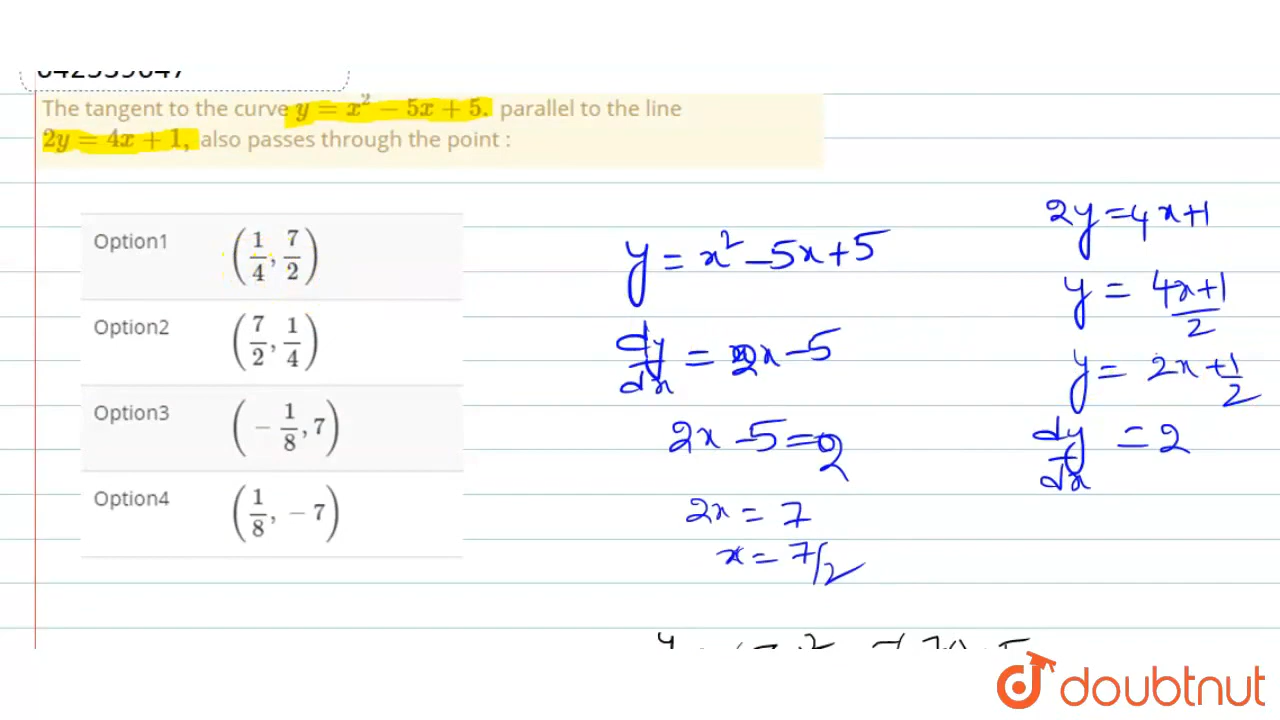 The tangent to the curve y = x² − 5x + 5. parallel to the line
2y = 4x + 1, also passes through the point :
Option1 (1/4, 7/2)
Option2 (7/2, 1/4)
Option3 (−1/8, 7)
Option4 (1/8, −7)
y = x² − 5x + 5
dy/dx = 2x − 5
2x − 5 = 2
2x = 7
x = 7/2
2y = 4x + 1
y = 4x+1/2
y = 2x + 1/2
dy/dx = 2
doubtnut